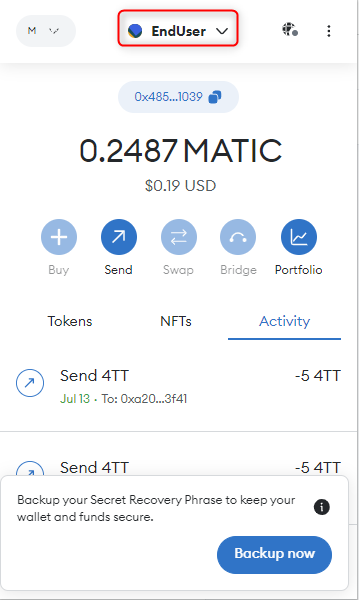 M
EndUser
0x485...1039
0.2487 MATIC
$0.19 USD
Buy
Send
Swap
Bridge
Portfolio
Tokens
NFTs
Activity
Send 4TT
-5 4TT
Jul 13 · To: 0xa20...3f41
Send 4TT
-5 4TT
Backup your Secret Recovery Phrase to keep your
wallet and funds secure.
Backup now